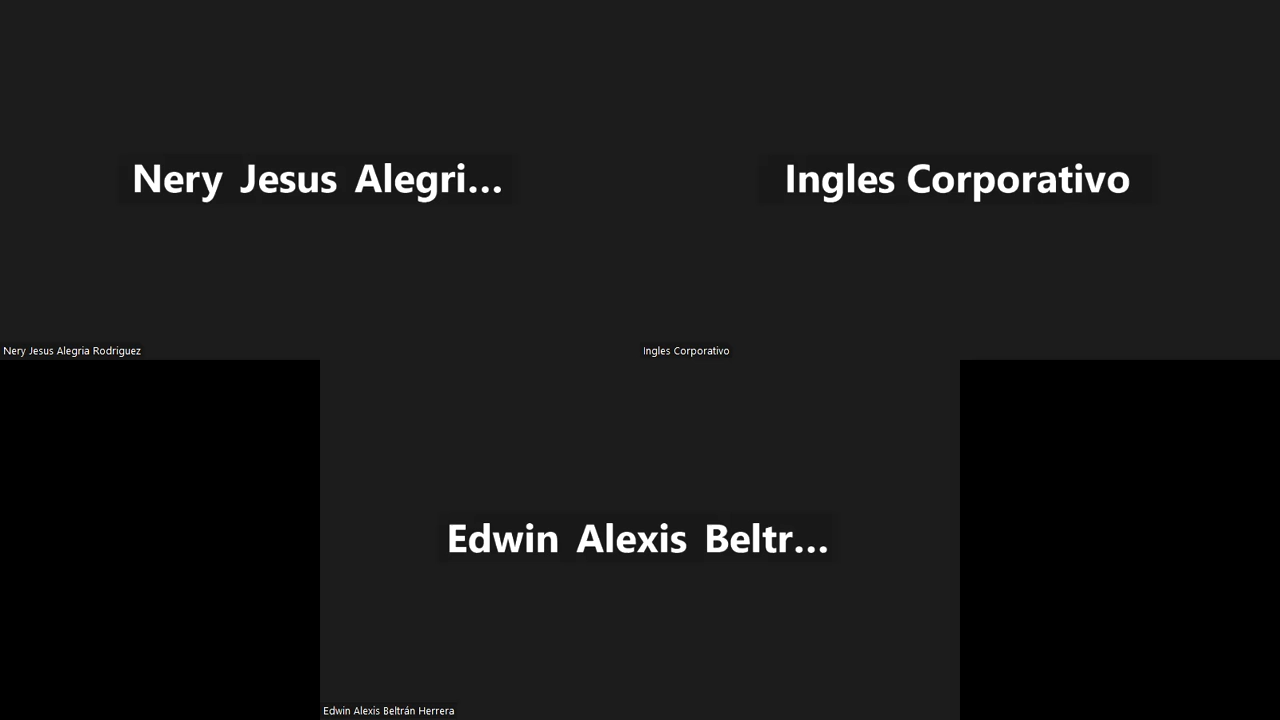 Nery Jesus Alegri...
Ingles Corporativo
Nery Jesus Alegria Rodriguez
Ingles Corporativo
Edwin Alexis Beltr...
Edwin Alexis Beltrán Herrera